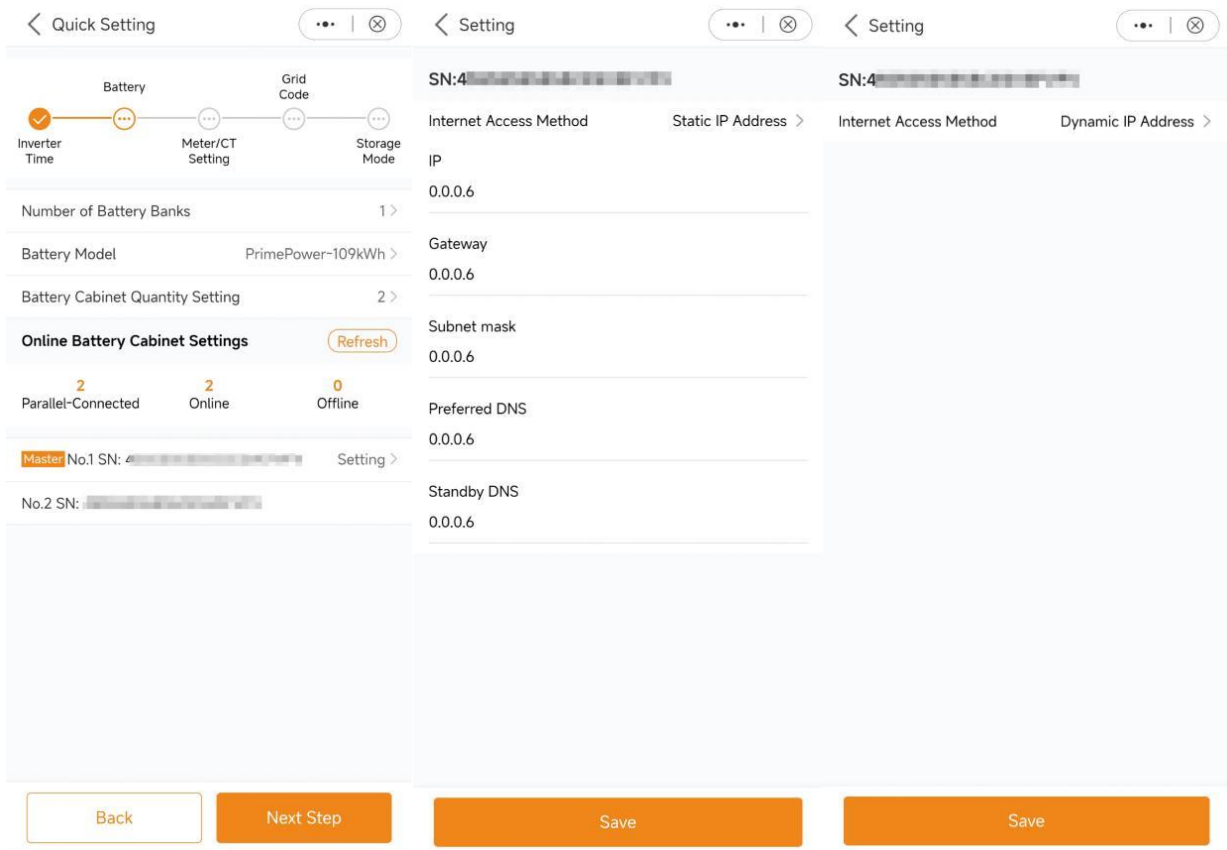 Quick Setting
Battery
Grid
Code
Inverter
Time
Meter/CT
Setting
Storage
Mode
Number of Battery Banks 1
Battery Model PrimePower-109kWh
Battery Cabinet Quantity Setting 2
Online Battery Cabinet Settings Refresh
2 2 0
Parallel-Connected Online Offline
Master No.1 SN: Setting
No.2 SN:
Back Next Step
Setting
SN:4
Internet Access Method Static IP Address
IP
0.0.0.6
Gateway
0.0.0.6
Subnet mask
0.0.0.6
Preferred DNS
0.0.0.6
Standby DNS
0.0.0.6
Save
Setting
SN:4
Internet Access Method Dynamic IP Address
Save